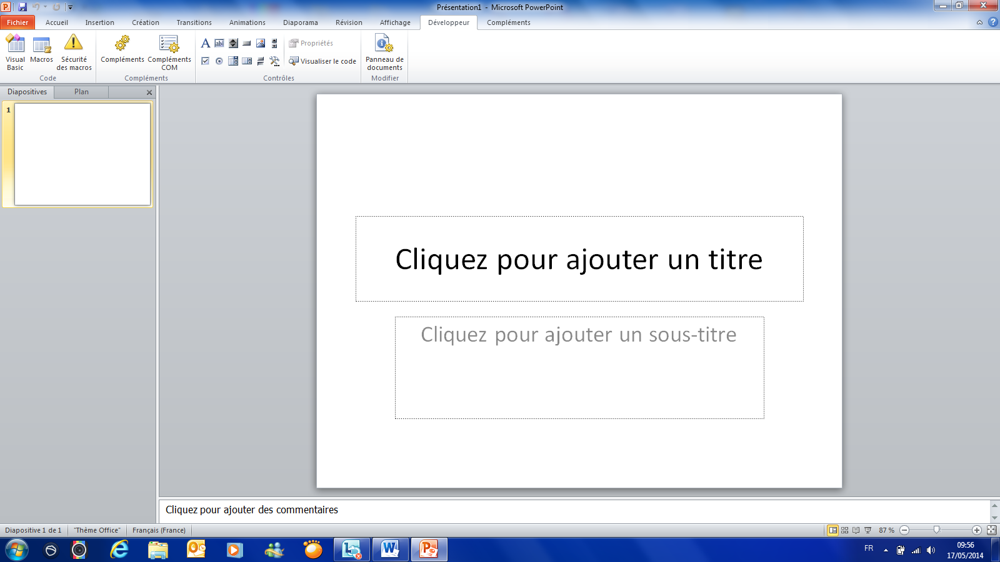 Présentation1 - Microsoft PowerPoint
Fichier Accueil Insertion Création Transitions Animations Diaporama Révision Affichage Développeur Compléments
Visual Basic
Macros
Sécurité des macros
Compléments
Compléments COM
Propriétés
Visualiser le code
Panneau de documents
Code Compléments Contrôles Modifier
Diapositives Plan
1
Cliquez pour ajouter un titre
Cliquez pour ajouter un sous-titre
Cliquez pour ajouter des commentaires
Diapositive 1 de 1 "Thème Office" Français (France) 87 %
FR 09:56
17/05/2014